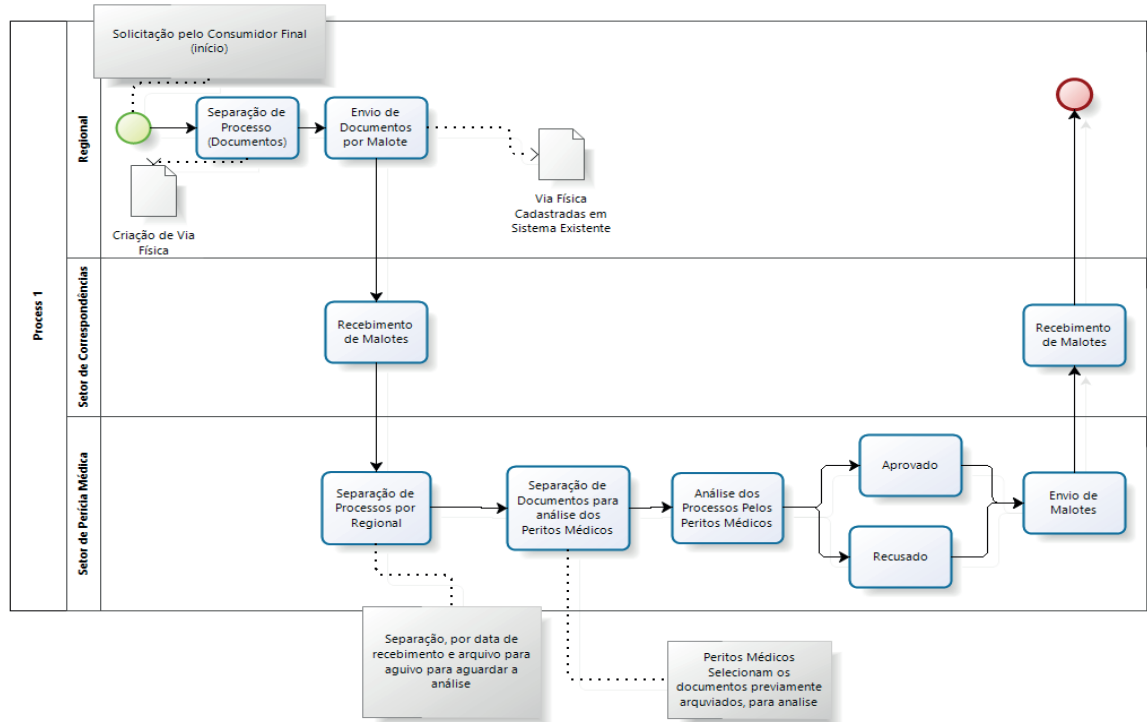 Solicitação pelo Consumidor Final
(início)
Process 1
Regional
Separação de
Processo
(Documentos)
Envio de
Documentos
por Malote
Criação de Via
Física
Via Física
Cadastradas em
Sistema Existente
Setor de Correspondências
Recebimento
de Malotes
Recebimento
de Malotes
Setor de Perícia Médica
Separação de
Processos por
Regional
Separação de
Documentos para
análise dos
Peritos Médicos
Análise dos
Processos Pelos
Peritos Médicos
Aprovado
Recusado
Envio de
Malotes
Separação, por data de
recebimento e arquivo para
aguivo para aguardar a
análise
Peritos Médicos
Selecionam os
documentos previamente
arquviados, para analise